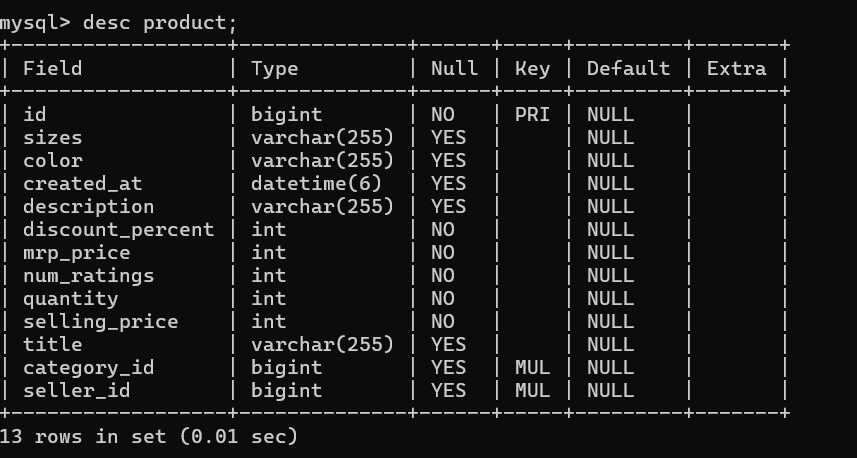 mysql> desc product;
+------------------+--------------+------+-----+---------+-------+
| Field            | Type         | Null | Key | Default | Extra |
+------------------+--------------+------+-----+---------+-------+
| id               | bigint       | NO   | PRI | NULL    |       |
| sizes            | varchar(255) | YES  |     | NULL    |       |
| color            | varchar(255) | YES  |     | NULL    |       |
| created_at       | datetime(6)  | YES  |     | NULL    |       |
| description      | varchar(255) | YES  |     | NULL    |       |
| discount_percent | int          | NO   |     | NULL    |       |
| mrp_price        | int          | NO   |     | NULL    |       |
| num_ratings      | int          | NO   |     | NULL    |       |
| quantity         | int          | NO   |     | NULL    |       |
| selling_price    | int          | NO   |     | NULL    |       |
| title            | varchar(255) | YES  |     | NULL    |       |
| category_id      | bigint       | YES  | MUL | NULL    |       |
| seller_id        | bigint       | YES  | MUL | NULL    |       |
+------------------+--------------+------+-----+---------+-------+
13 rows in set (0.01 sec)